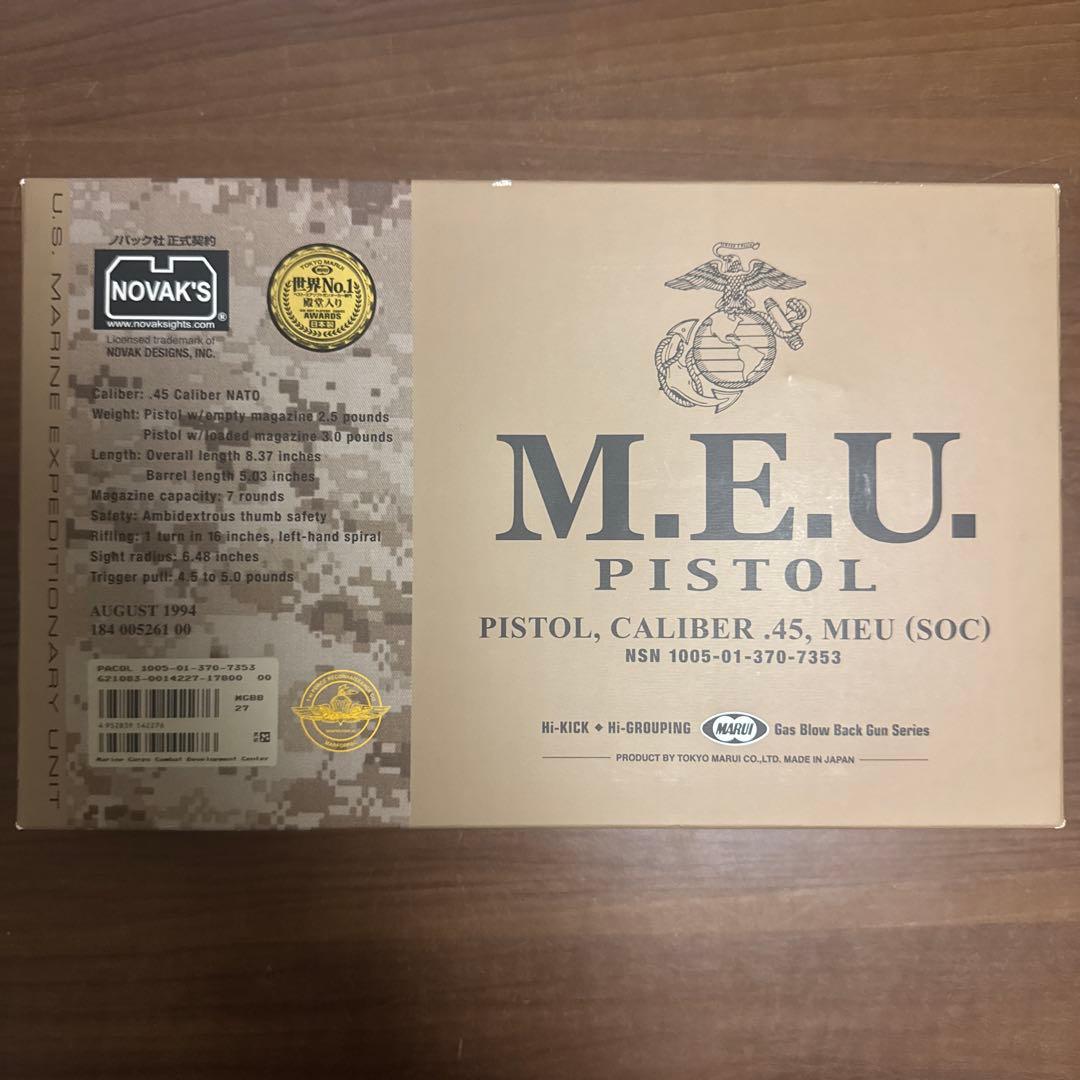 U.S. MARINE EXPEDITIONARY UNIT
ノバック社 正式契約
NOVAK'S
®
www.novaksights.com
Licensed trademark of
NOVAK DESIGNS, INC.
TOKYO MARUI
MARUI
世界No.1
殿堂入り
AWARDS
日本製
Caliber: .45 Caliber NATO
Weight: Pistol w/empty magazine 2.5 pounds
Pistol w/loaded magazine 3.0 pounds
Length: Overall length 8.37 inches
Barrel length 5.03 inches
Magazine capacity: 7 rounds
Safety: Ambidextrous thumb safety
Rifling: 1 turn in 16 inches, left-hand spiral
Sight radius: 6.48 inches
Trigger pull: 4.5 to 5.0 pounds
AUGUST 1994
184 005261 00
PACOL 1005-01-370-7353
621083-0014227-17800 00
MGBB
27
4 952839 142276
Marine Corps Combat Development Center
M.E.U.
PISTOL
PISTOL, CALIBER .45, MEU (SOC)
NSN 1005-01-370-7353
Hi-KICK ◆ Hi-GROUPING MARUI Gas Blow Back Gun Series
PRODUCT BY TOKYO MARUI CO.,LTD. MADE IN JAPAN